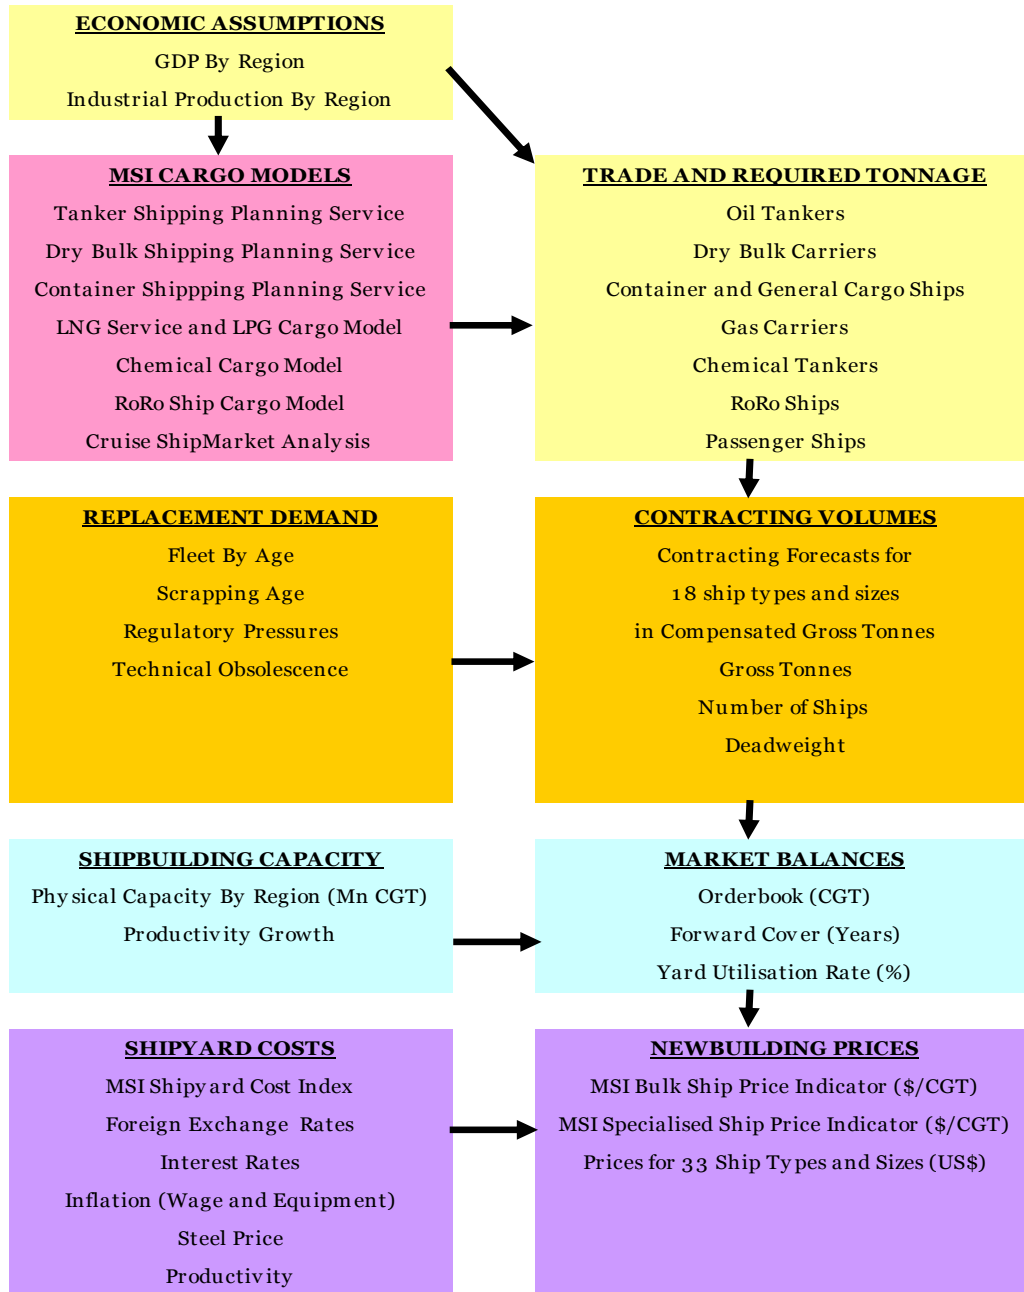 ECONOMIC ASSUMPTIONS
GDP By Region
Industrial Production By Region
MSI CARGO MODELS
Tanker Shipping Planning Service
Dry Bulk Shipping Planning Service
Container Shippping Planning Service
LNG Service and LPG Cargo Model
Chemical Cargo Model
RoRo Ship Cargo Model
Cruise ShipMarket Analysis
TRADE AND REQUIRED TONNAGE
Oil Tankers
Dry Bulk Carriers
Container and General Cargo Ships
Gas Carriers
Chemical Tankers
RoRo Ships
Passenger Ships
REPLACEMENT DEMAND
Fleet By Age
Scrapping Age
Regulatory Pressures
Technical Obsolescence
CONTRACTING VOLUMES
Contracting Forecasts for
18 ship types and sizes
in Compensated Gross Tonnes
Gross Tonnes
Number of Ships
Deadweight
SHIPBUILDING CAPACITY
Physical Capacity By Region (Mn CGT)
Productivity Growth
MARKET BALANCES
Orderbook (CGT)
Forward Cover (Years)
Yard Utilisation Rate (%)
SHIPYARD COSTS
MSI Shipyard Cost Index
Foreign Exchange Rates
Interest Rates
Inflation (Wage and Equipment)
Steel Price
Productivity
NEWBUILDING PRICES
MSI Bulk Ship Price Indicator ($/CGT)
MSI Specialised Ship Price Indicator ($/CGT)
Prices for 33 Ship Types and Sizes (US$)